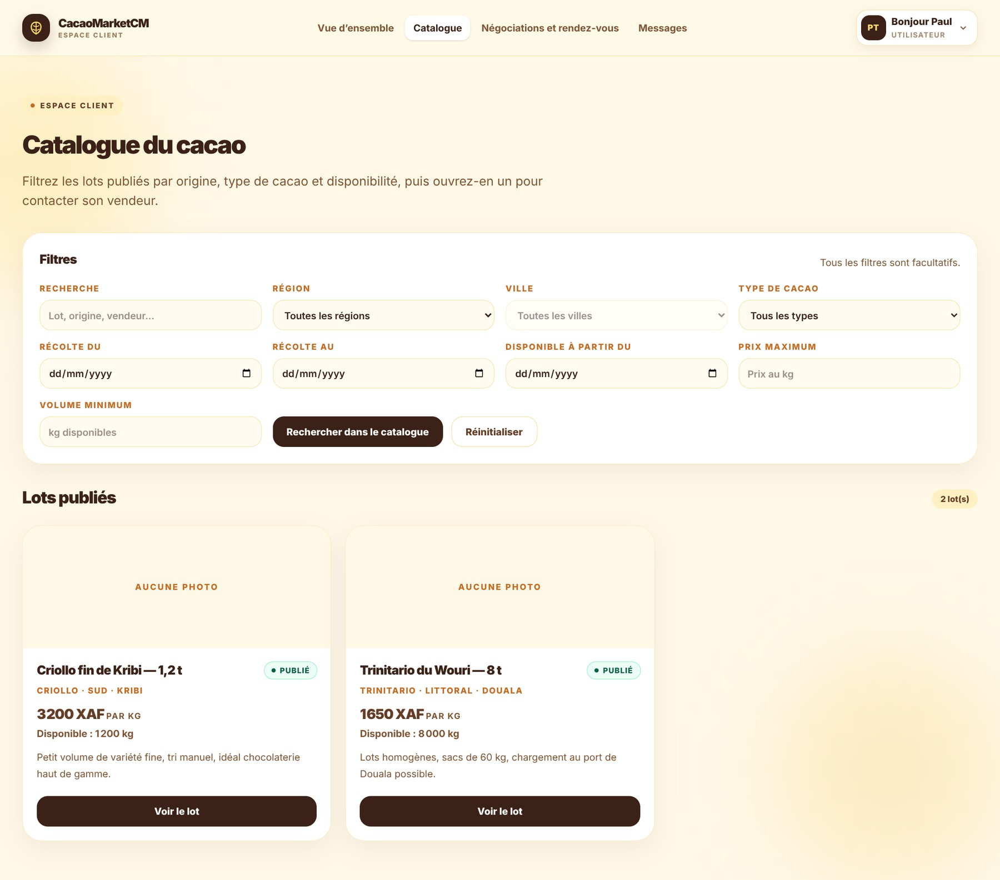 CacaoMarketCM
ESPACE CLIENT
Vue d’ensemble
Catalogue
Négociations et rendez-vous
Messages
PT
Bonjour Paul
UTILISATEUR
ESPACE CLIENT
Catalogue du cacao
Filtrez les lots publiés par origine, type de cacao et disponibilité, puis ouvrez-en un pour
contacter son vendeur.
Filtres
Tous les filtres sont facultatifs.
RECHERCHE
RÉGION
VILLE
TYPE DE CACAO
Lot, origine, vendeur...
Toutes les régions
Toutes les villes
Tous les types
RÉCOLTE DU
RÉCOLTE AU
DISPONIBLE À PARTIR DU
PRIX MAXIMUM
dd/mm/yyyy
dd/mm/yyyy
dd/mm/yyyy
Prix au kg
VOLUME MINIMUM
kg disponibles
Rechercher dans le catalogue
Réinitialiser
Lots publiés
2 lot(s)
AUCUNE PHOTO
Criollo fin de Kribi — 1,2 t
PUBLIÉ
CRIOLLO · SUD · KRIBI
3 200 XAF PAR KG
Disponible : 1 200 kg
Petit volume de variété fine, tri manuel, idéal chocolaterie
haut de gamme.
Voir le lot
AUCUNE PHOTO
Trinitario du Wouri — 8 t
PUBLIÉ
TRINITARIO · LITTORAL · DOUALA
1 650 XAF PAR KG
Disponible : 8 000 kg
Lots homogènes, sacs de 60 kg, chargement au port de
Douala possible.
Voir le lot